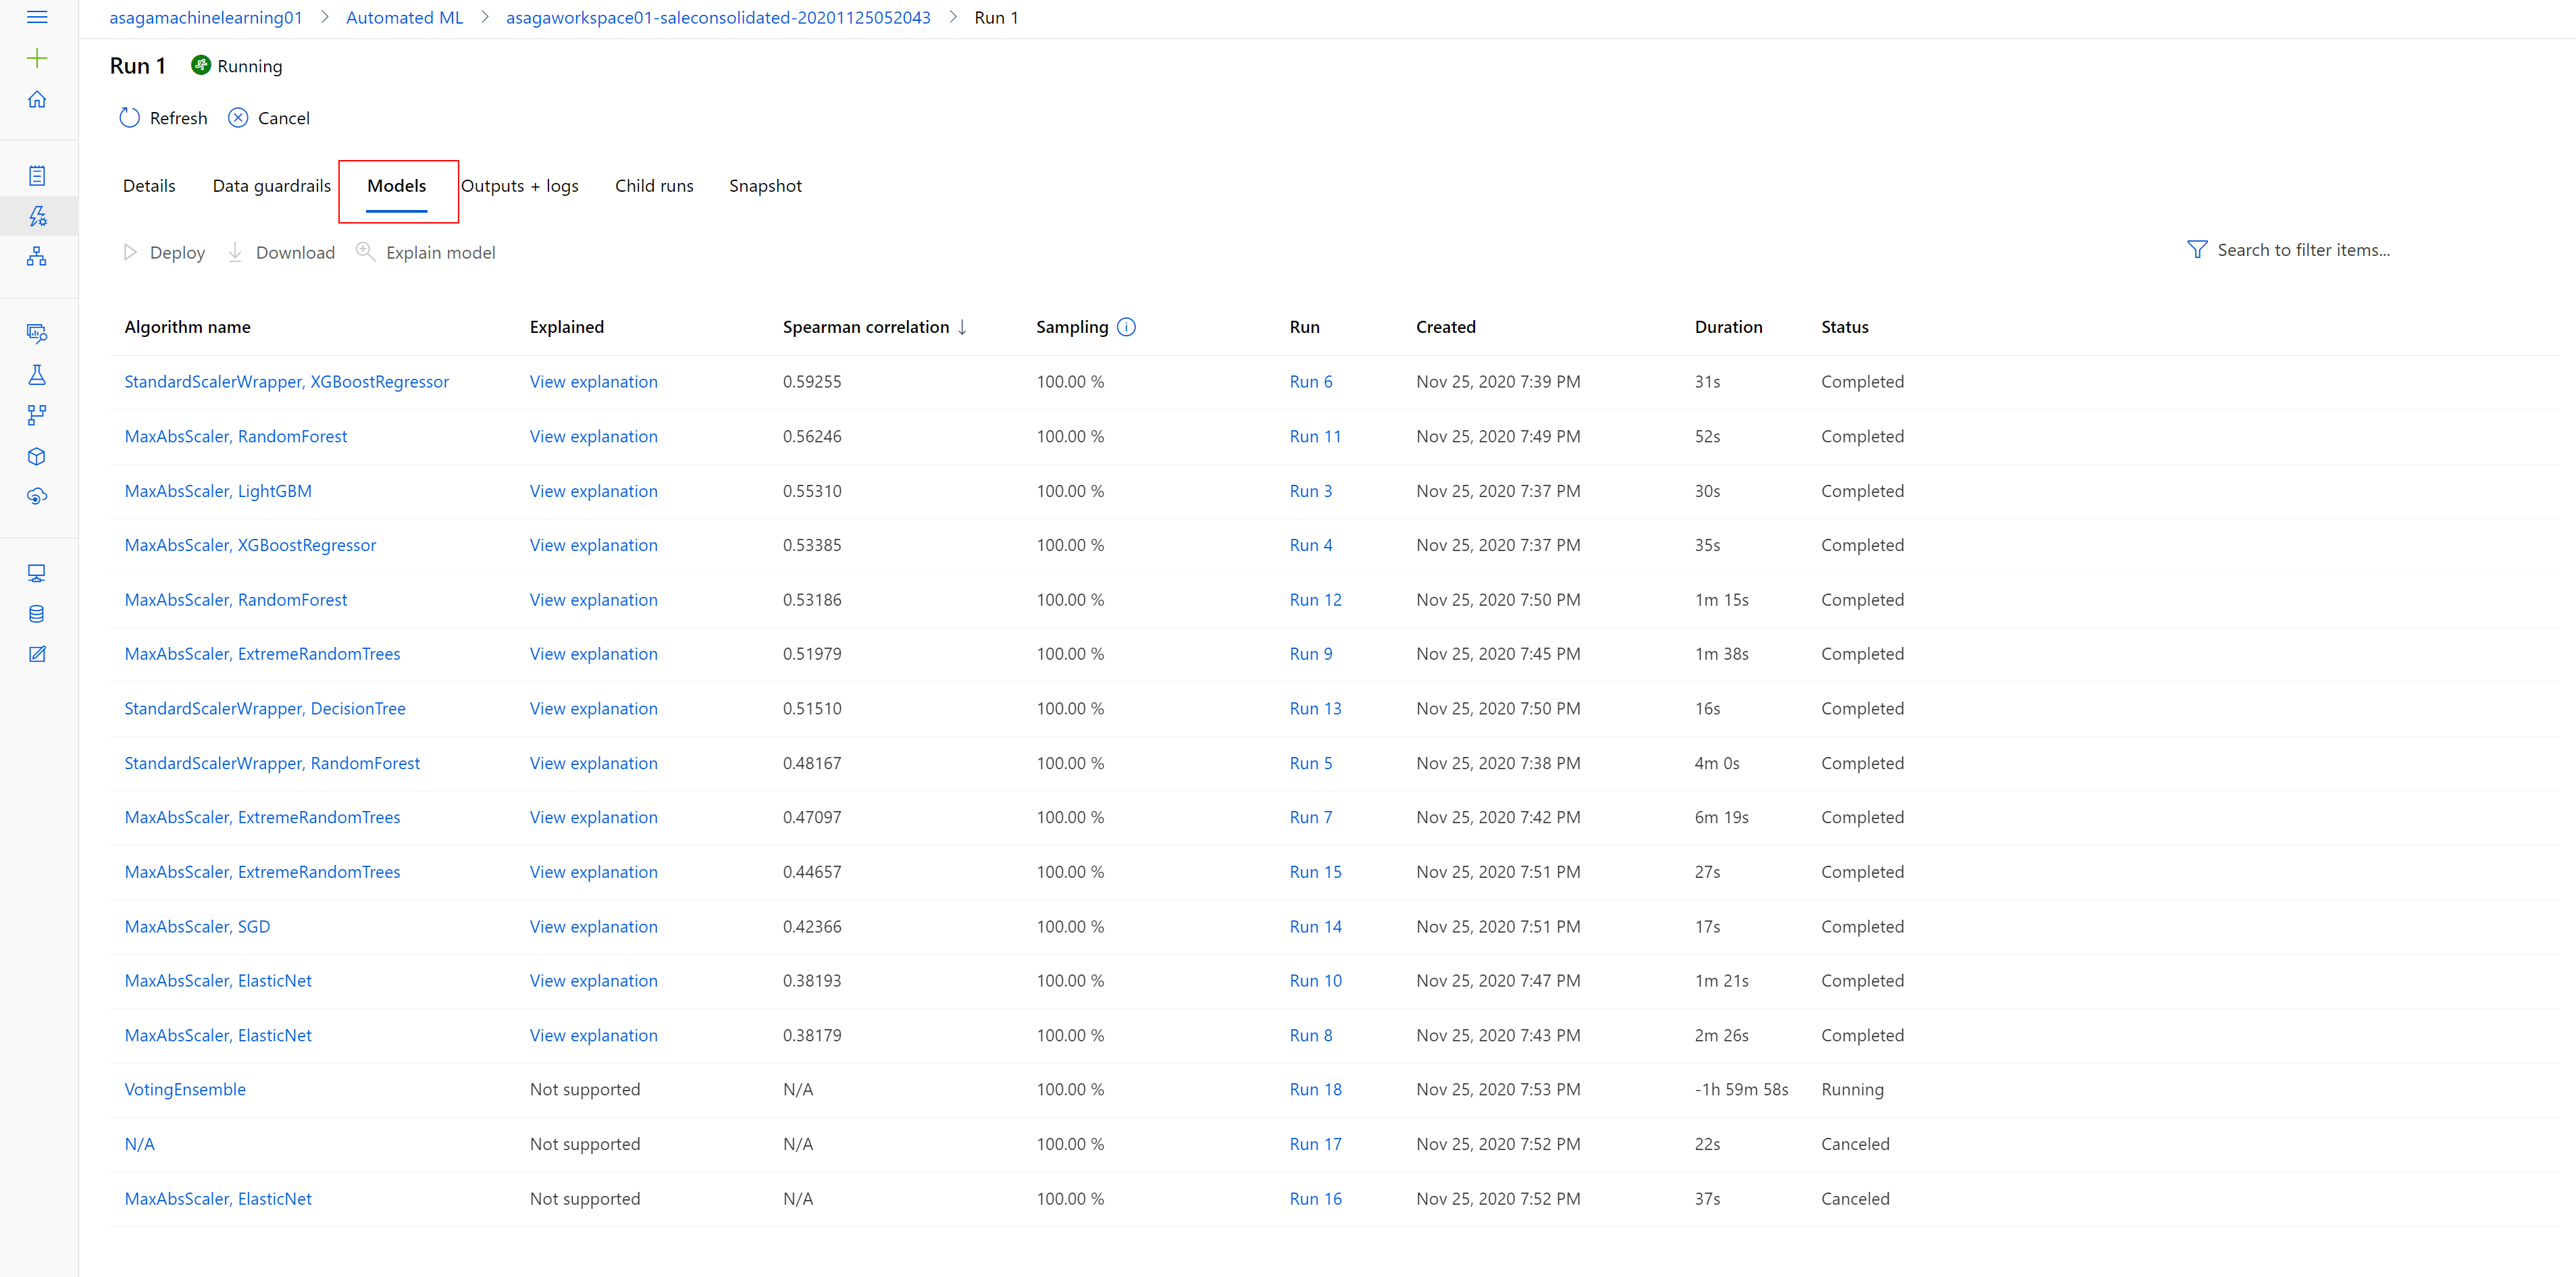 asagamachinelearning01 > Automated ML > asagaworkspace01-saleconsolidated-20201125052043 > Run 1
Run 1 Running
Refresh Cancel
Details Data guardrails Models Outputs + logs Child runs Snapshot
Deploy Download Explain model Search to filter items...
Algorithm name Explained Spearman correlation ↓ Sampling Run Created Duration Status
StandardScalerWrapper, XGBoostRegressor View explanation 0.59255 100.00 % Run 6 Nov 25, 2020 7:39 PM 31s Completed
MaxAbsScaler, RandomForest View explanation 0.56246 100.00 % Run 11 Nov 25, 2020 7:49 PM 52s Completed
MaxAbsScaler, LightGBM View explanation 0.55310 100.00 % Run 3 Nov 25, 2020 7:37 PM 30s Completed
MaxAbsScaler, XGBoostRegressor View explanation 0.53385 100.00 % Run 4 Nov 25, 2020 7:37 PM 35s Completed
MaxAbsScaler, RandomForest View explanation 0.53186 100.00 % Run 12 Nov 25, 2020 7:50 PM 1m 15s Completed
MaxAbsScaler, ExtremeRandomTrees View explanation 0.51979 100.00 % Run 9 Nov 25, 2020 7:45 PM 1m 38s Completed
StandardScalerWrapper, DecisionTree View explanation 0.51510 100.00 % Run 13 Nov 25, 2020 7:50 PM 16s Completed
StandardScalerWrapper, RandomForest View explanation 0.48167 100.00 % Run 5 Nov 25, 2020 7:38 PM 4m 0s Completed
MaxAbsScaler, ExtremeRandomTrees View explanation 0.47097 100.00 % Run 7 Nov 25, 2020 7:42 PM 6m 19s Completed
MaxAbsScaler, ExtremeRandomTrees View explanation 0.44657 100.00 % Run 15 Nov 25, 2020 7:51 PM 27s Completed
MaxAbsScaler, SGD View explanation 0.42366 100.00 % Run 14 Nov 25, 2020 7:51 PM 17s Completed
MaxAbsScaler, ElasticNet View explanation 0.38193 100.00 % Run 10 Nov 25, 2020 7:47 PM 1m 21s Completed
MaxAbsScaler, ElasticNet View explanation 0.38179 100.00 % Run 8 Nov 25, 2020 7:43 PM 2m 26s Completed
VotingEnsemble Not supported N/A 100.00 % Run 18 Nov 25, 2020 7:53 PM -1h 59m 58s Running
N/A Not supported N/A 100.00 % Run 17 Nov 25, 2020 7:52 PM 22s Canceled
MaxAbsScaler, ElasticNet Not supported N/A 100.00 % Run 16 Nov 25, 2020 7:52 PM 37s Canceled